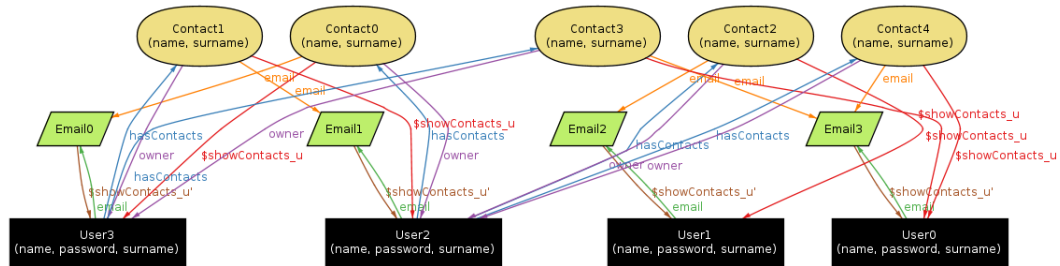 Contact1
(name, surname)
Contact0
(name, surname)
Contact3
(name, surname)
Contact2
(name, surname)
Contact4
(name, surname)
email
email
email
email
email
Email0
Email1
Email2
Email3
$showContacts_u
$showContacts_u
$showContacts_u
$showContacts_u
$showContacts_u
hasContacts
hasContacts
hasContacts
hasContacts
hasContacts
owner
owner
owner
owner
owner
$showContacts_u'
$showContacts_u'
$showContacts_u'
$showContacts_u'
email
email
email
email
User3
(name, password, surname)
User2
(name, password, surname)
User1
(name, password, surname)
User0
(name, password, surname)